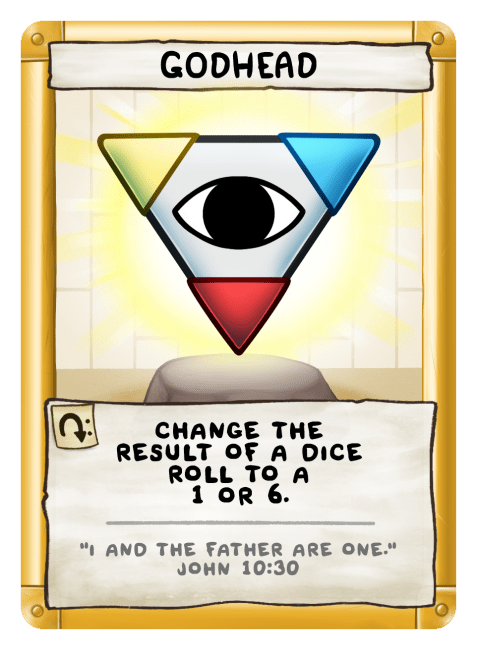 GODHEAD
CHANGE THE
RESULT OF A DICE
ROLL TO A
1 OR 6.
"I AND THE FATHER ARE ONE."
JOHN 10:30